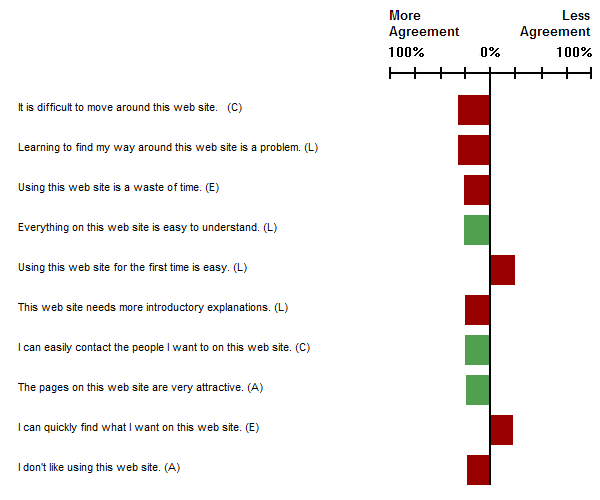 More Less
Agreement Agreement
100% 0% 100%
It is difficult to move around this web site. (C)
Learning to find my way around this web site is a problem. (L)
Using this web site is a waste of time. (E)
Everything on this web site is easy to understand. (L)
Using this web site for the first time is easy. (L)
This web site needs more introductory explanations. (L)
I can easily contact the people I want to on this web site. (C)
The pages on this web site are very attractive. (A)
I can quickly find what I want on this web site. (E)
I don't like using this web site. (A)